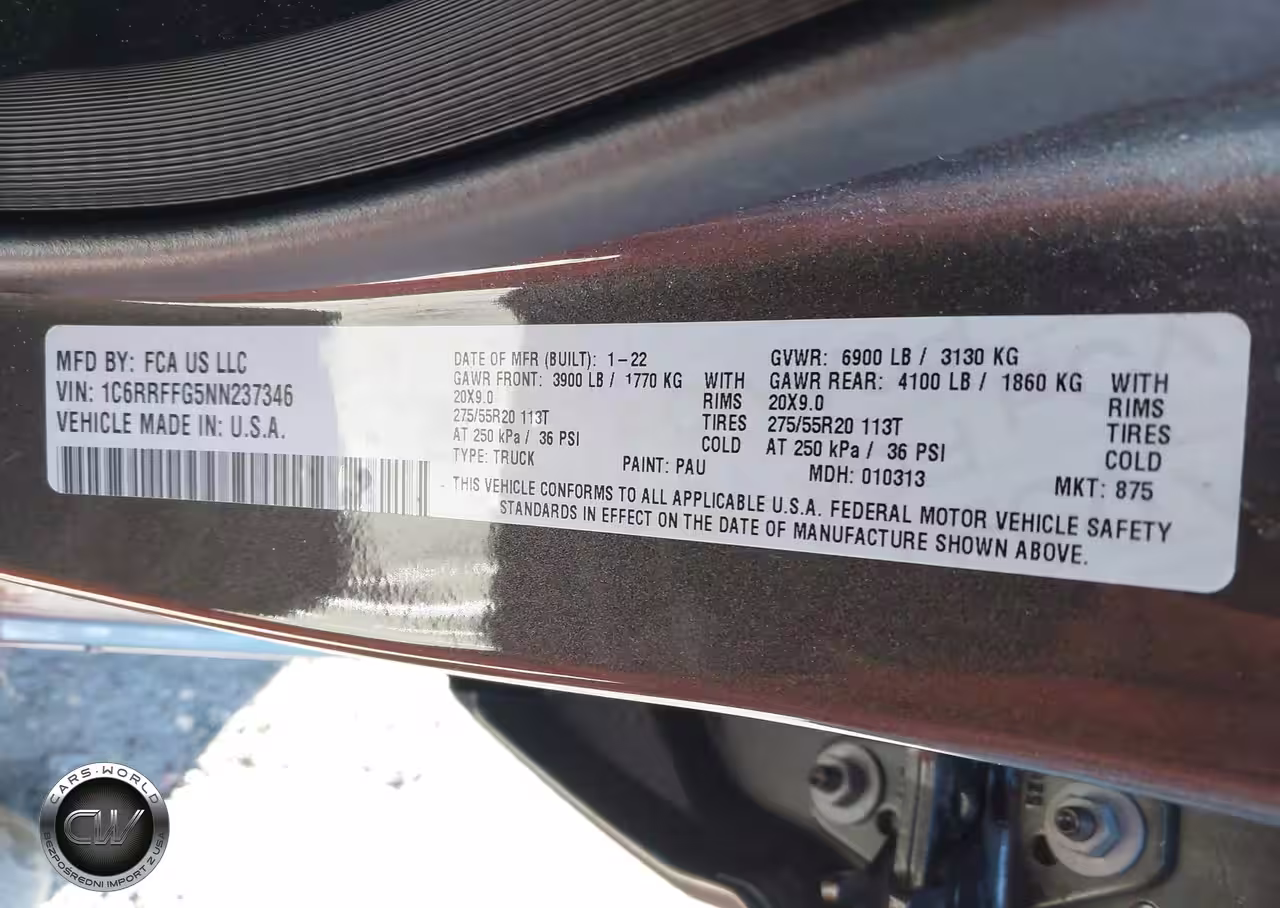 MFD BY: FCA US LLC
VIN: 1C6RRFFG5NN237346
VEHICLE MADE IN: U.S.A.
DATE OF MFR (BUILT): 1-22 GVWR: 6900 LB / 3130 KG
GAWR FRONT: 3900 LB / 1770 KG WITH GAWR REAR: 4100 LB / 1860 KG WITH
20X9.0 RIMS 20X9.0 RIMS
275/55R20 113T TIRES 275/55R20 113T TIRES
AT 250 kPa / 36 PSI COLD AT 250 kPa / 36 PSI COLD
TYPE: TRUCK PAINT: PAU MDH: 010313 MKT: 875
THIS VEHICLE CONFORMS TO ALL APPLICABLE U.S.A. FEDERAL MOTOR VEHICLE SAFETY
STANDARDS IN EFFECT ON THE DATE OF MANUFACTURE SHOWN ABOVE.
CARS·WORLD
CW
BEZPOŚREDNI IMPORT Z USA